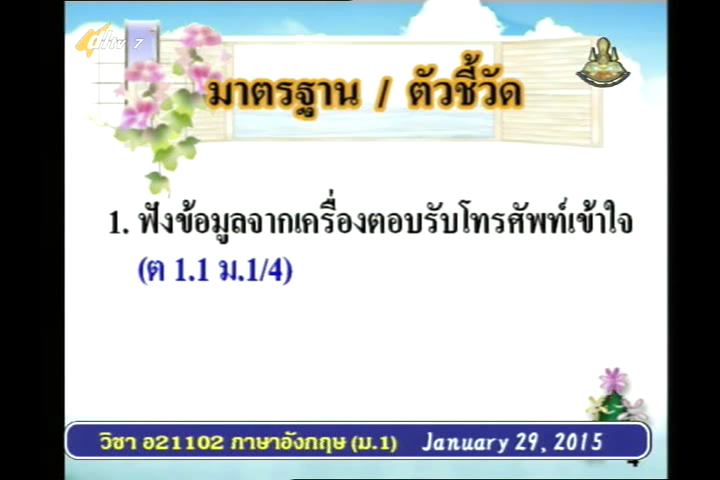 dltv 7
มาตรฐาน / ตัวชี้วัด
1. ฟังข้อมูลจากเครื่องตอบรับโทรศัพท์เข้าใจ
(ต 1.1 ม.1/4)
วิชา อ21102 ภาษาอังกฤษ (ม.1) January 29, 2015
4